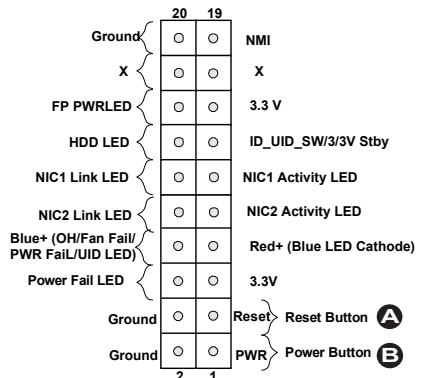 20 19
Ground NMI
X X
FP PWRLED 3.3 V
HDD LED ID_UID_SW/3/3V Stby
NIC1 Link LED NIC1 Activity LED
NIC2 Link LED NIC2 Activity LED
Blue+ (OH/Fan Fail/
PWR FaiL/UID LED) Red+ (Blue LED Cathode)
Power Fail LED 3.3V
Ground Reset Reset Button A
Ground PWR Power Button B
2 1